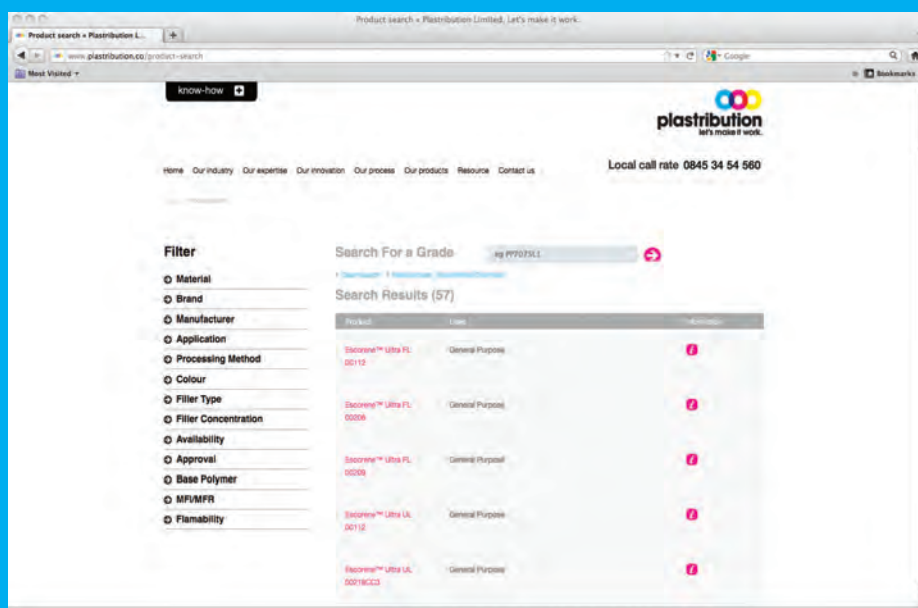 Product search « Plastribution Limited. Let's make it work.
Product search « Plastribution L...
www.plastribution.co/product-search
Google
Most Visited
Bookmarks
know-how
plastribution
let's make it work.
Local call rate 0845 34 54 560
Home Our industry Our expertise Our innovation Our process Our products Resource Contact us
Filter
Material
Brand
Manufacturer
Application
Processing Method
Colour
Filler Type
Filler Concentration
Availability
Approval
Base Polymer
MFI/MFR
Flamability
Search For a Grade
eg PP7075L1
Search Results (57)
Product Uses Information
Escorene™ Ultra FL
00112
General Purpose
Escorene™ Ultra FL
00206
General Purpose
Escorene™ Ultra FL
00209
General Purpose
Escorene™ Ultra UL
00112
General Purpose
Escorene™ Ultra UL
00218CC3
General Purpose